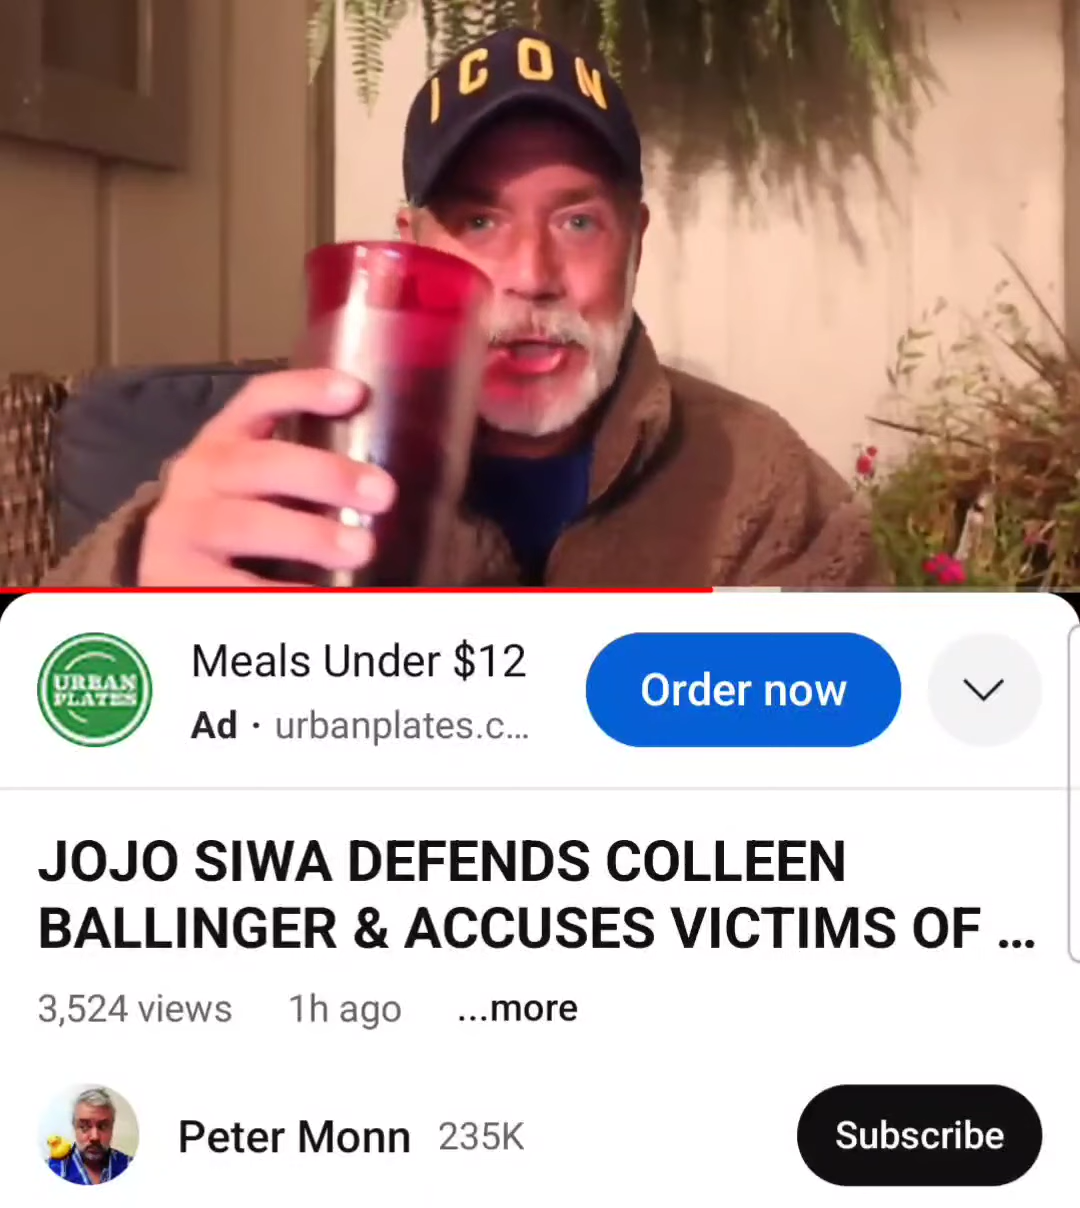 ICON
URBAN
PLATES
Meals Under $12
Ad · urbanplates.c...
Order now
JOJO SIWA DEFENDS COLLEEN
BALLINGER & ACCUSES VICTIMS OF ...
3,524 views 1h ago ...more
Peter Monn 235K
Subscribe